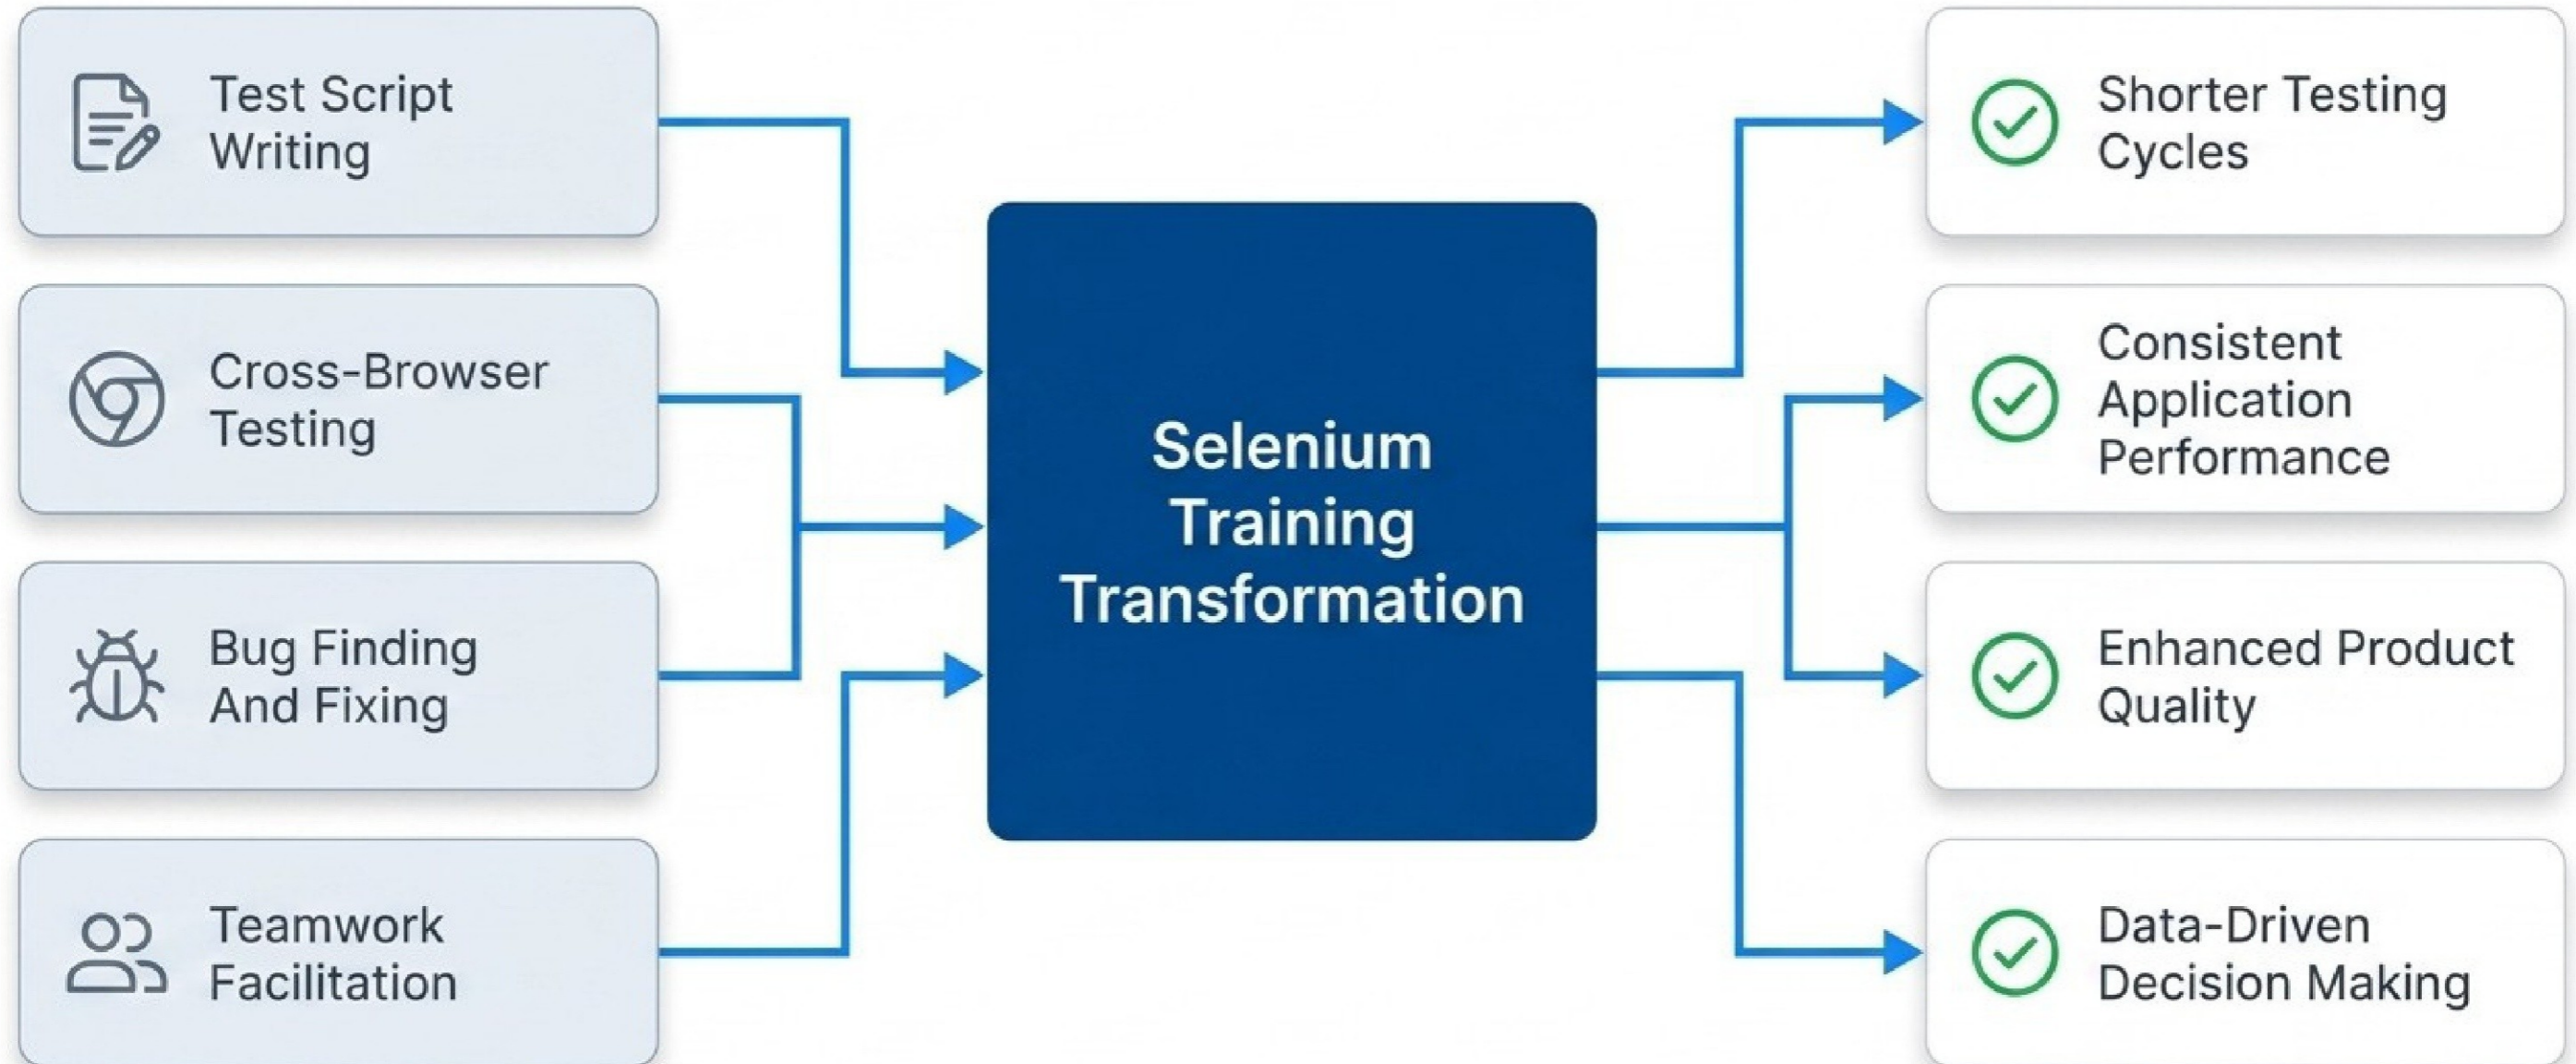 Test Script
Writing
Cross-Browser
Testing
Bug Finding
And Fixing
Teamwork
Facilitation
Selenium
Training
Transformation
Shorter Testing
Cycles
Consistent
Application
Performance
Enhanced Product
Quality
Data-Driven
Decision Making